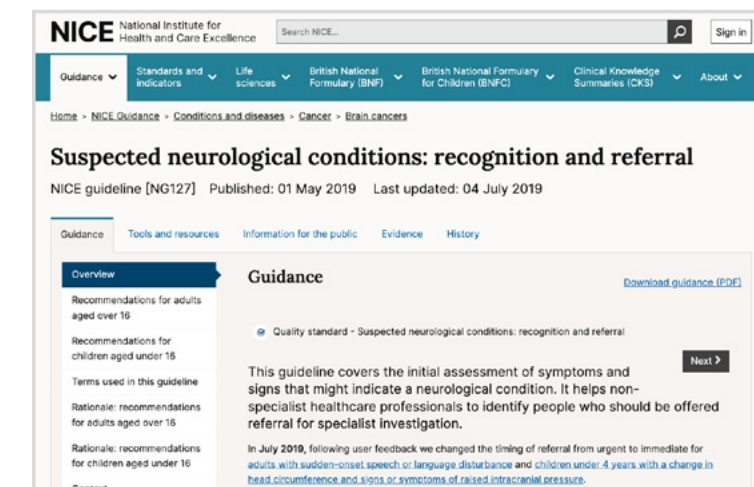 NICE National Institute for
Health and Care Excellence
Search NICE...
Sign in
Guidance
Standards and
indicators
Life
sciences
British National
Formulary (BNF)
British National Formulary
for Children (BNFC)
Clinical Knowledge
Summaries (CKS)
About
Home > NICE Guidance > Conditions and diseases > Cancer > Brain cancers
Suspected neurological conditions: recognition and referral
NICE guideline [NG127] Published: 01 May 2019 Last updated: 04 July 2019
Guidance Tools and resources Information for the public Evidence History
Overview
Recommendations for adults
aged over 16
Recommendations for
children aged under 16
Terms used in this guideline
Rationale: recommendations
for adults aged over 16
Rationale: recommendations
for children aged under 16
Context
Guidance
Download guidance (PDF)
Quality standard - Suspected neurological conditions: recognition and referral
Next >
This guideline covers the initial assessment of symptoms and
signs that might indicate a neurological condition. It helps non-
specialist healthcare professionals to identify people who should be offered
referral for specialist investigation.
In July 2019, following user feedback we changed the timing of referral from urgent to immediate for
adults with sudden-onset speech or language disturbance and children under 4 years with a change in
head circumference and signs or symptoms of raised intracranial pressure.